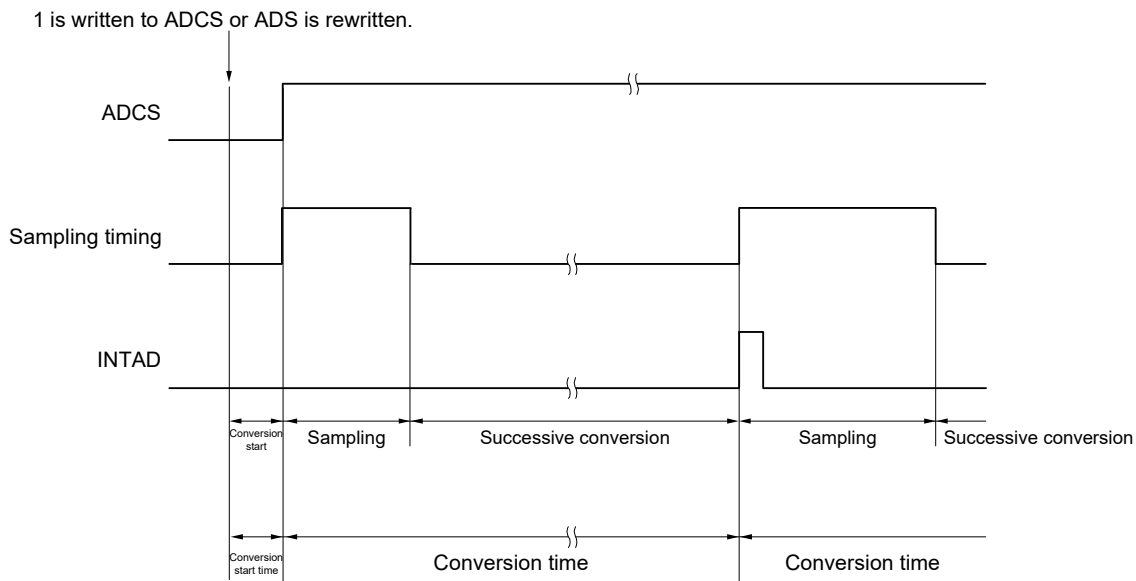 1 is written to ADCS or ADS is rewritten.
ADCS
Sampling timing
INTAD
Conversion
start
Sampling
Successive conversion
Sampling
Successive conversion
Conversion
start time
Conversion time
Conversion time